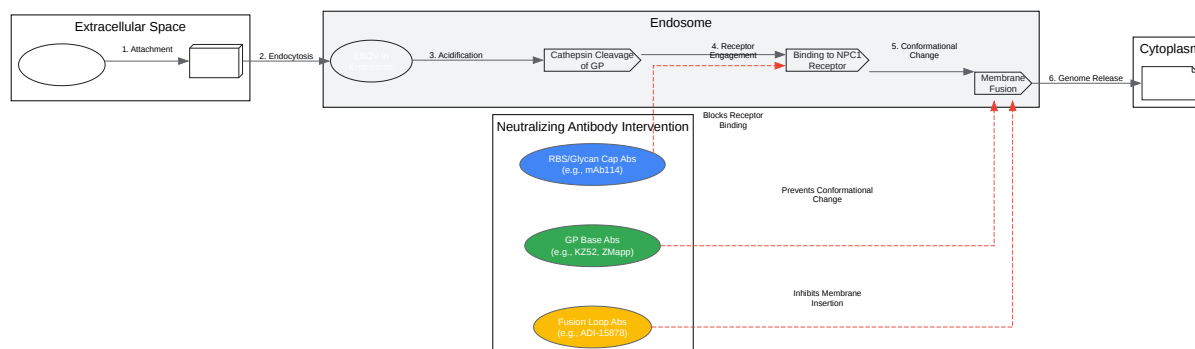 Extracellular Space
1. Attachment
2. Endocytosis
Endosome
3. Acidification
Cathepsin Cleavage
of GP
4. Receptor
Engagement
Binding to NPC1
Receptor
5. Conformational
Change
Membrane
Fusion
6. Genome Release
Cytoplasm
Neutralizing Antibody Intervention
Blocks Receptor
Binding
RBS/Glycan Cap Abs
(e.g., mAb114)
Prevents Conformational
Change
GP Base Abs
(e.g., KZ52, ZMapp)
Inhibits Membrane
Insertion
Fusion Loop Abs
(e.g., ADI-15878)